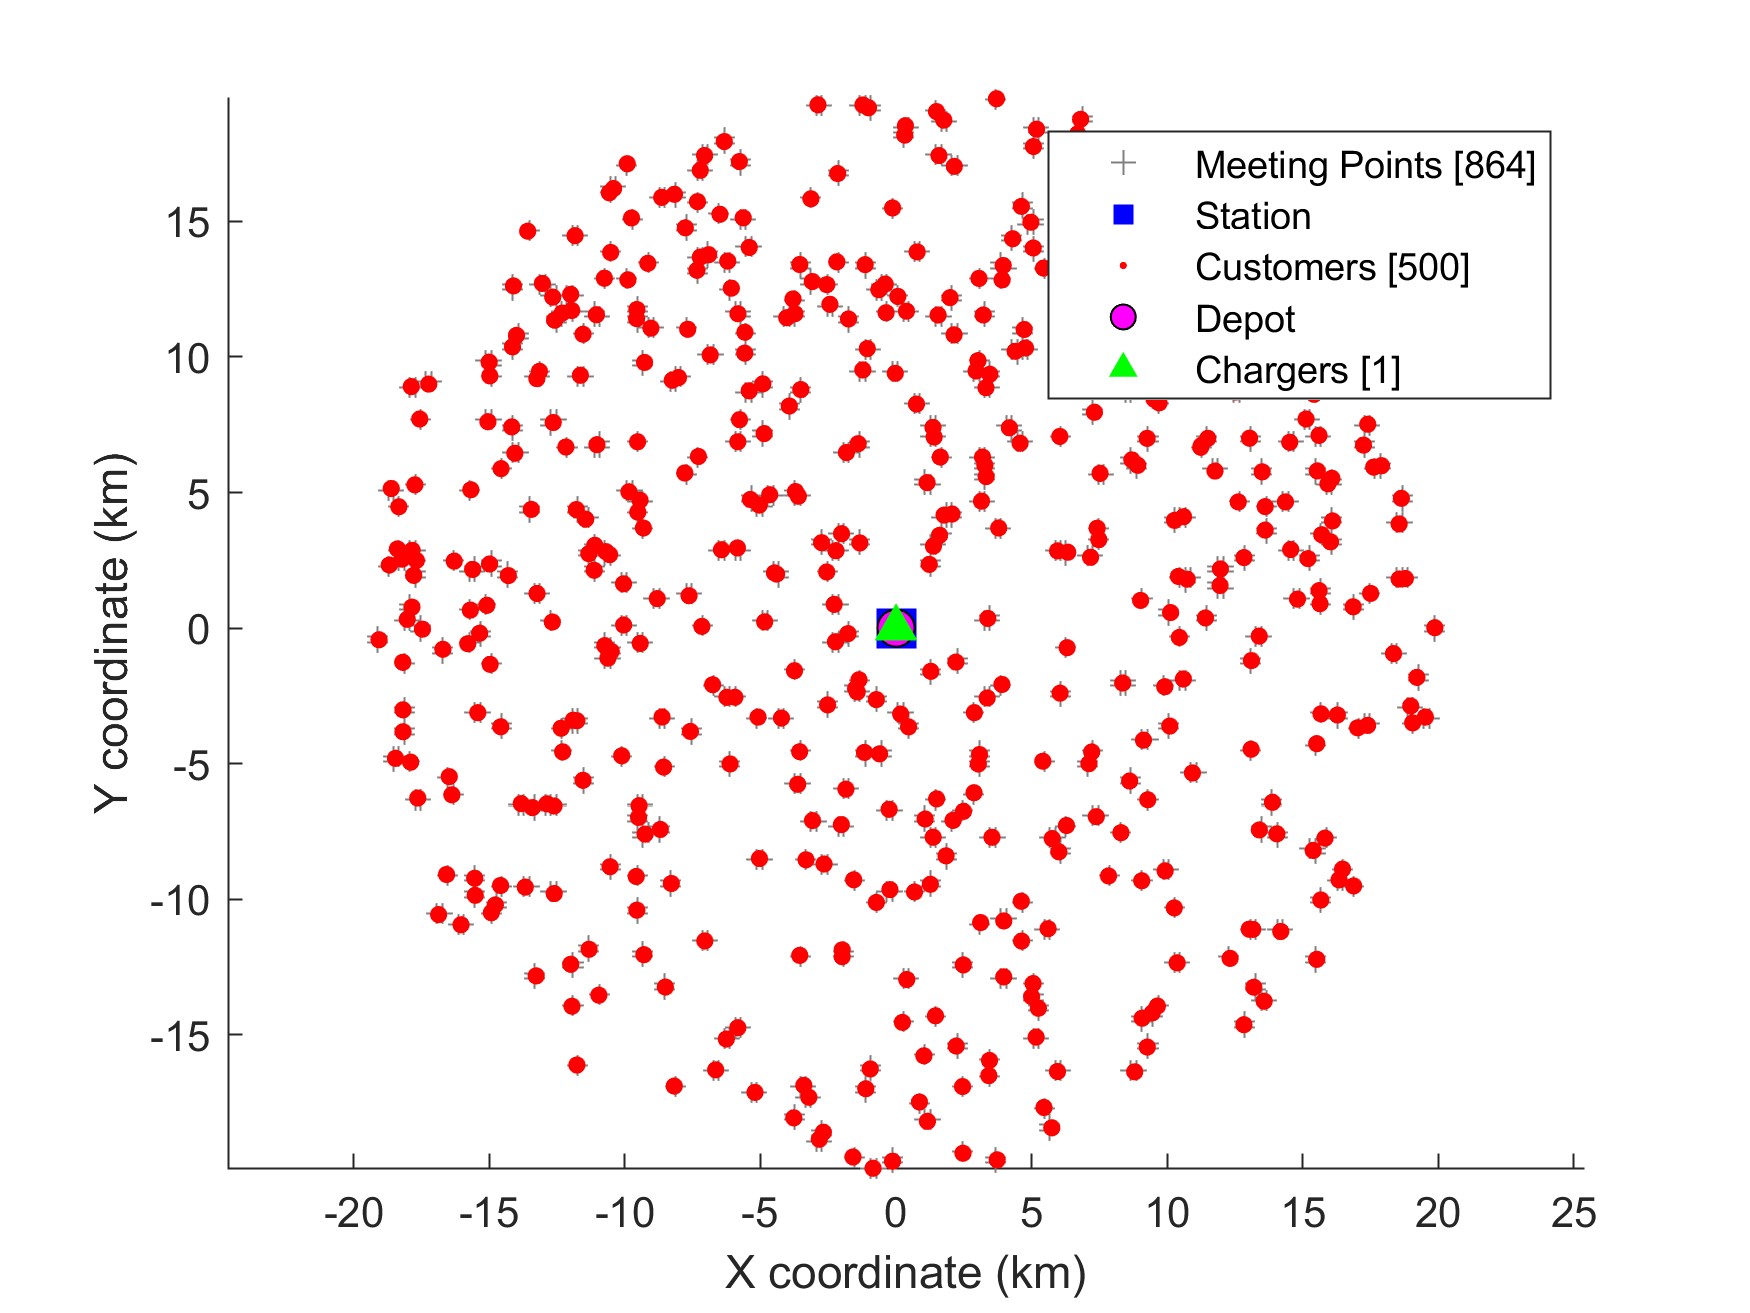 Meeting Points [864]
Station
Customers [500]
Depot
Chargers [1]
15
10
5
0
-5
-10
-15
Y coordinate (km)
-20 -15 -10 -5 0 5 10 15 20 25
X coordinate (km)